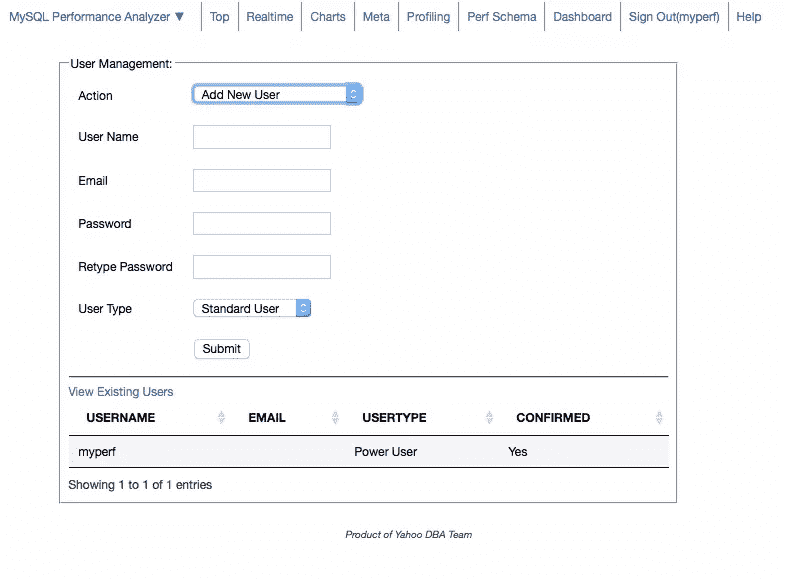 MySQL Performance Analyzer ▼ Top Realtime Charts Meta Profiling Perf Schema Dashboard Sign Out(myperf) Help
User Management:
Action Add New User
User Name
Email
Password
Retype Password
User Type Standard User
Submit
View Existing Users
USERNAME EMAIL USERTYPE CONFIRMED
myperf Power User Yes
Showing 1 to 1 of 1 entries
Product of Yahoo DBA Team